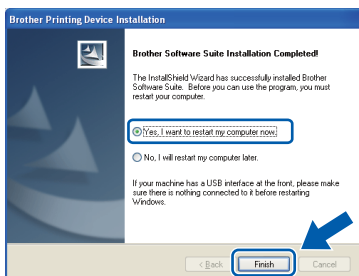 Brother Printing Device Installation
Brother Software Suite Installation Completed!
The InstallShield Wizard has successfully installed Brother
Software Suite. Before you can use the program, you must
restart your computer.
Yes, I want to restart my computer now.
No, I will restart my computer later.
If your machine has a USB interface at the front, please make
sure there is nothing connected to it before restarting
Windows.
< Back Finish Cancel